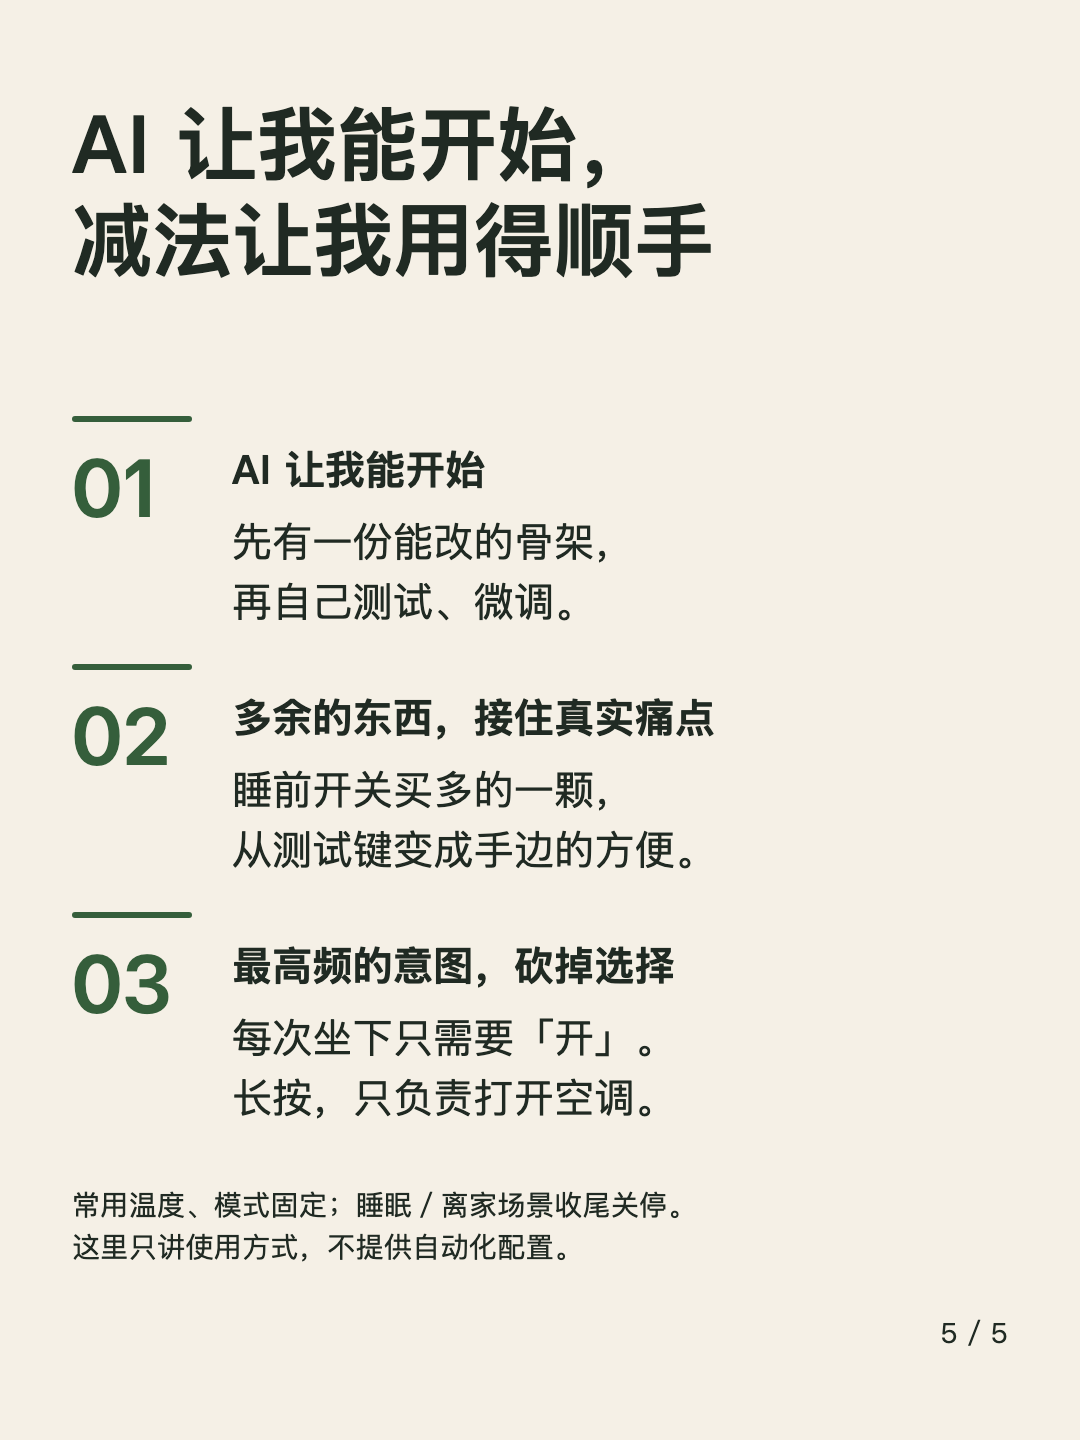 AI 让我能开始，
减法让我用得顺手
01
AI 让我能开始
先有一份能改的骨架，
再自己测试、微调。
02
多余的东西，接住真实痛点
睡前开关买多的一颗，
从测试键变成手边的方便。
03
最高频的意图，砍掉选择
每次坐下只需要「开」。
长按，只负责打开空调。
常用温度、模式固定；睡眠 / 离家场景收尾关停。
这里只讲使用方式，不提供自动化配置。
5 / 5